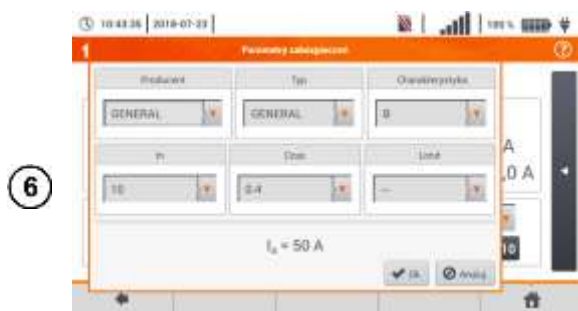 10:43:36 2018-07-23 100 %
1 Parametry zabezpieczeń ?
Producent Typ Charakterystyka
GENERAL GENERAL B
In Czas Limit
10 0.4 ---
A
,0 A
6
10
Ia = 50 A
Ok Anuluj